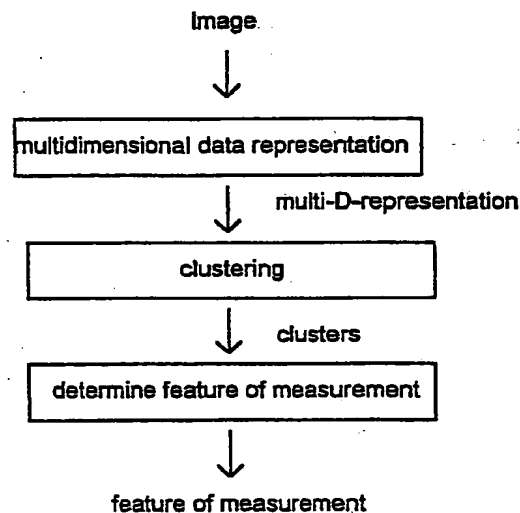 Image
multidimensional data representation
multi-D-representation
clustering
clusters
determine feature of measurement
feature of measurement